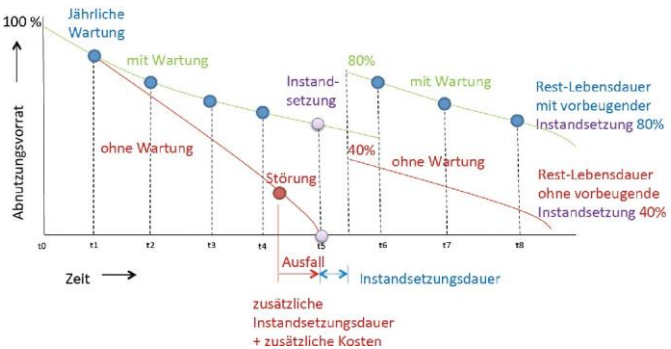 100 %
Jährliche
Wartung
mit Wartung
Instand-
setzung
80%
mit Wartung
Rest-Lebensdauer
mit vorbeugender
Instandsetzung 80%
Abnutzungsvorrat
ohne Wartung
Störung
40%
ohne Wartung
Rest-Lebensdauer
ohne vorbeugende
Instandsetzung 40%
t0 t1 t2 t3 t4 t5 t6 t7 t8
Zeit
Ausfall
Instandsetzungsdauer
zusätzliche
Instandsetzungsdauer
+ zusätzliche Kosten